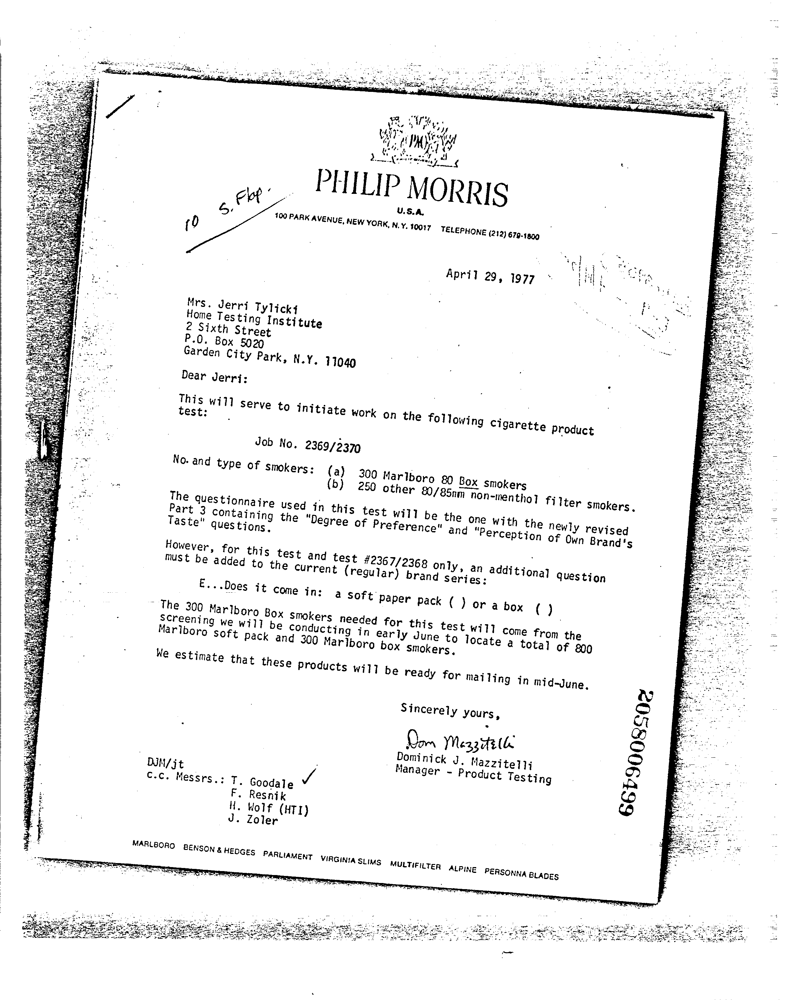 PM
PHILIP MORRIS
U.S.A.
100 PARK AVENUE, NEW YORK, N.Y. 10017 TELEPHONE (212) 679-1800
10 S. Flop.
April 29, 1977
Mrs. Jerri Tylicki
Home Testing Institute
2 Sixth Street
P.O. Box 5020
Garden City Park, N.Y. 11040
Dear Jerri:
This will serve to initiate work on the following cigarette product
test:
Job No. 2369/2370
No. and type of smokers: (a) 300 Marlboro 80 Box smokers
(b) 250 other 80/85mm non-menthol filter smokers.
The questionnaire used in this test will be the one with the newly revised
Part 3 containing the "Degree of Preference" and "Perception of Own Brand's
Taste" questions.
However, for this test and test #2367/2368 only, an additional question
must be added to the current (regular) brand series:
E...Does it come in: a soft paper pack ( ) or a box ( )
The 300 Marlboro Box smokers needed for this test will come from the
screening we will be conducting in early June to locate a total of 800
Marlboro soft pack and 300 Marlboro box smokers.
We estimate that these products will be ready for mailing in mid-June.
Sincerely yours,
Dom Mazzitelli
Dominick J. Mazzitelli
Manager - Product Testing
DJM/jt
c.c. Messrs.: T. Goodale
F. Resnik
H. Wolf (HTI)
J. Zoler
MARLBORO BENSON & HEDGES PARLIAMENT VIRGINIA SLIMS MULTIFILTER ALPINE PERSONNA BLADES
2058006499